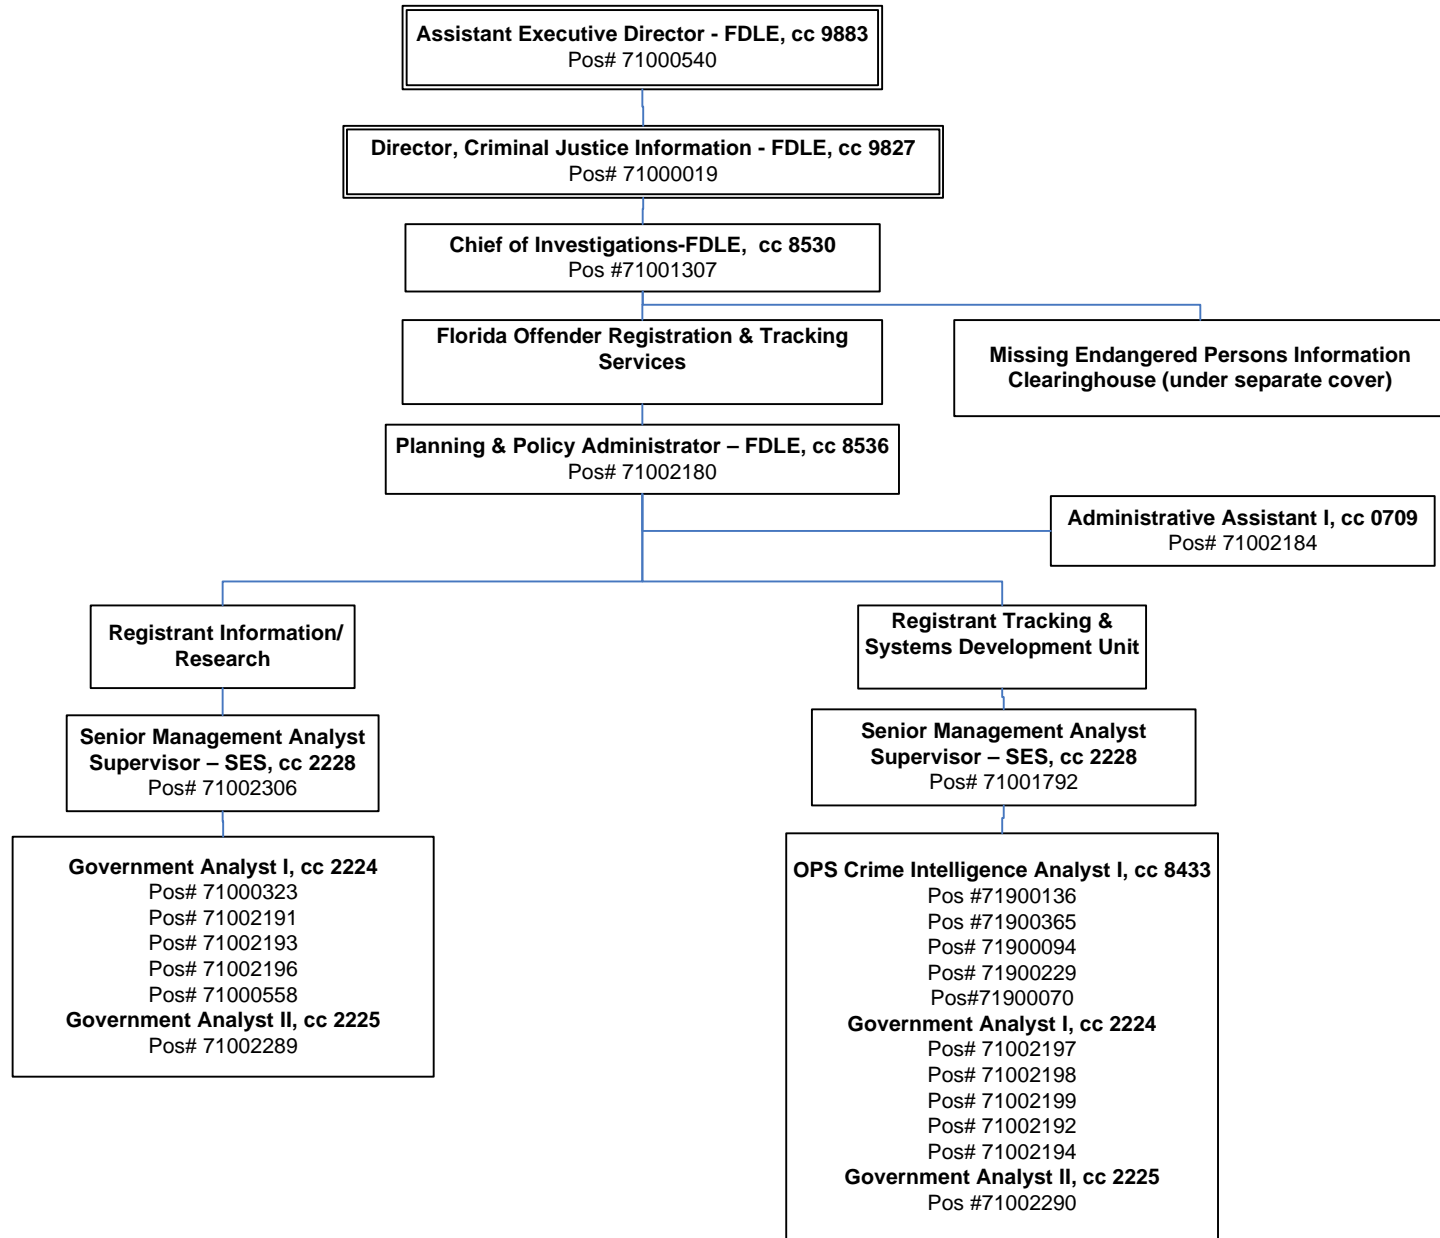 Assistant Executive Director - FDLE, cc 9883
Pos# 71000540
Director, Criminal Justice Information - FDLE, cc 9827
Pos# 71000019
Chief of Investigations-FDLE,  cc 8530
Pos #71001307
Florida Offender Registration & Tracking
Services
Missing Endangered Persons Information
Clearinghouse (under separate cover)
Planning & Policy Administrator – FDLE, cc 8536
Pos# 71002180
Administrative Assistant I, cc 0709
Pos# 71002184
Registrant Information/
Research
Registrant Tracking &
Systems Development Unit
Senior Management Analyst
Supervisor – SES, cc 2228
Pos# 71002306
Senior Management Analyst
Supervisor – SES, cc 2228
Pos# 71001792
Government Analyst I, cc 2224
Pos# 71000323
Pos# 71002191
Pos# 71002193
Pos# 71002196
Pos# 71000558
Government Analyst II, cc 2225
Pos# 71002289
OPS Crime Intelligence Analyst I, cc 8433
Pos #71900136
Pos #71900365
Pos# 71900094
Pos# 71900229
Pos#71900070
Government Analyst I, cc 2224
Pos# 71002197
Pos# 71002198
Pos# 71002199
Pos# 71002192
Pos# 71002194
Government Analyst II, cc 2225
Pos #71002290